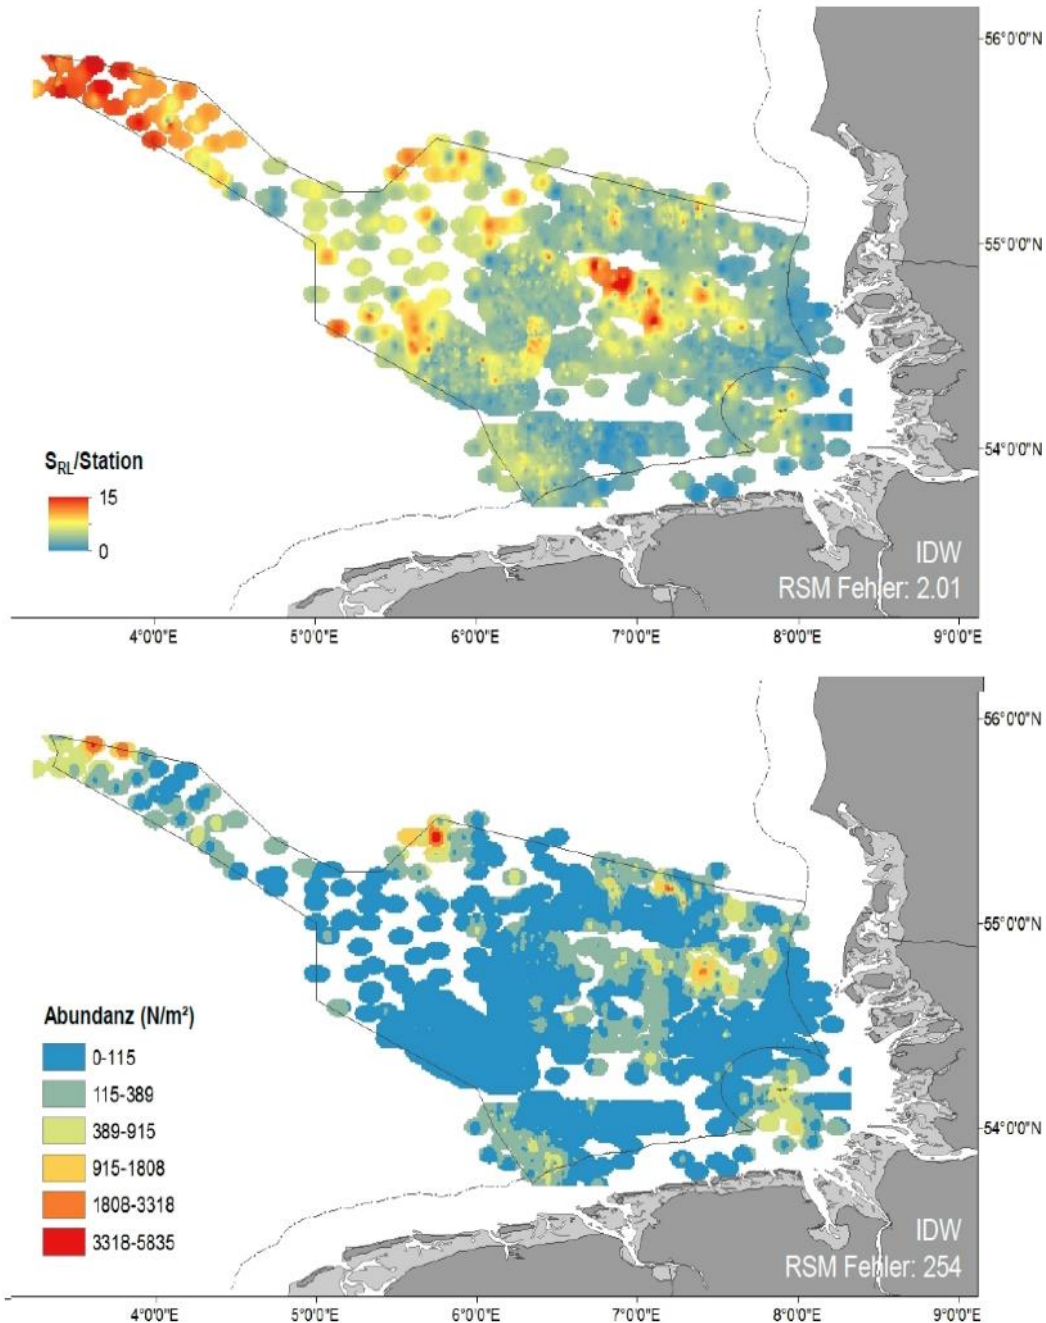 56°0'0"N
55°0'0"N
54°0'0"N
S_RL/Station
15
0
IDW
RSM Fehler: 2.01
4°0'0"E 5°0'0"E 6°0'0"E 7°0'0"E 8°0'0"E 9°0'0"E
56°0'0"N
55°0'0"N
Abundanz (N/m²)
0-115
115-389
54°0'0"N
389-915
915-1808
1808-3318
3318-5835
IDW
RSM Fehler: 254
4°0'0"E 5°0'0"E 6°0'0"E 7°0'0"E 8°0'0"E 9°0'0"E